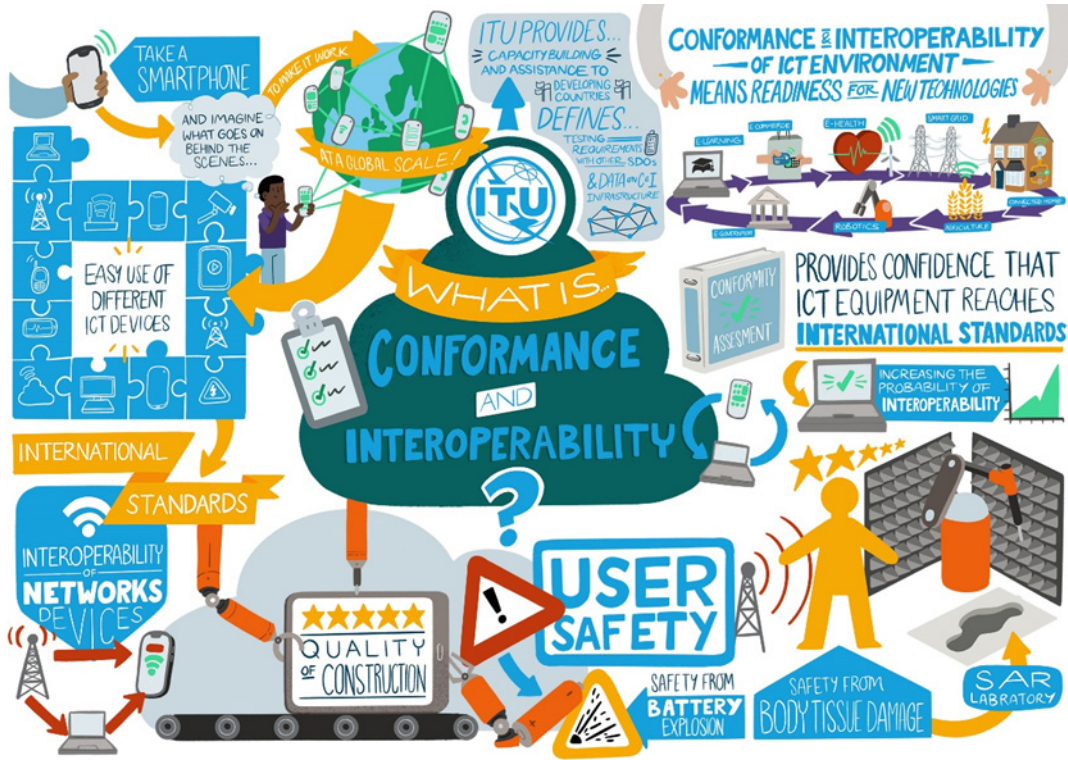 TAKE A
SMARTPHONE
AND IMAGINE
WHAT GOES ON
BEHIND THE
SCENES...
TO MAKE IT WORK
AT A GLOBAL SCALE!
ITU PROVIDES...
CAPACITY BUILDING
AND ASSISTANCE TO
DEVELOPING
COUNTRIES
DEFINES...
TESTING
REQUIREMENTS
WITH OTHER SDOs
& DATA ON C&I
INFRASTRUCTURE
CONFORMANCE & INTEROPERABILITY
OF ICT ENVIRONMENT
MEANS READINESS FOR NEW TECHNOLOGIES
E-LEARNING
E-COMMERCE
E-HEALTH
SMART GRID
CONNECTED HOME
AGRICULTURE
ROBOTICS
E-GOVERNMENT
ITU
WHAT IS...
CONFORMANCE
AND
INTEROPERABILITY
?
EASY USE OF
DIFFERENT
ICT DEVICES
CONFORMITY
ASSESMENT
PROVIDES CONFIDENCE THAT
ICT EQUIPMENT REACHES
INTERNATIONAL STANDARDS
INCREASING THE
PROBABILITY OF
INTEROPERABILITY
INTERNATIONAL
STANDARDS
INTEROPERABILITY
OF
NETWORKS
DEVICES
QUALITY
OF CONSTRUCTION
!
USER
SAFETY
SAFETY FROM
BATTERY
EXPLOSION
SAFETY FROM
BODY TISSUE DAMAGE
SAR
LABRATORY